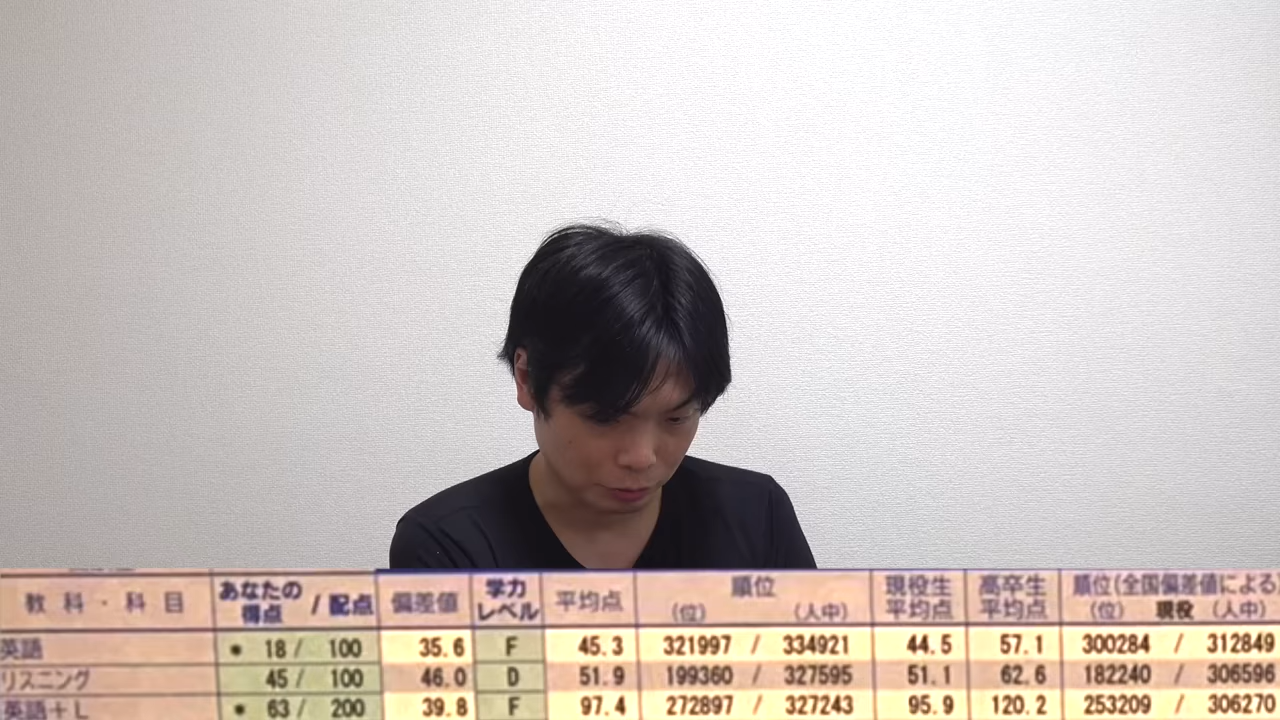 教科・科目 あなたの得点 / 配点 偏差値 学力レベル 平均点 順位 (位) (人中) 現役生平均点 高卒生平均点 順位(全国偏差値による) (位) 現役 (人中)
英語 * 18 / 100 35.6 F 45.3 321997 / 334921 44.5 57.1 300284 / 312849
リスニング 45 / 100 46.0 D 51.9 199360 / 327595 51.1 62.6 182240 / 306596
英語+L * 63 / 200 39.8 F 97.4 272897 / 327243 95.9 120.2 253209 / 306270